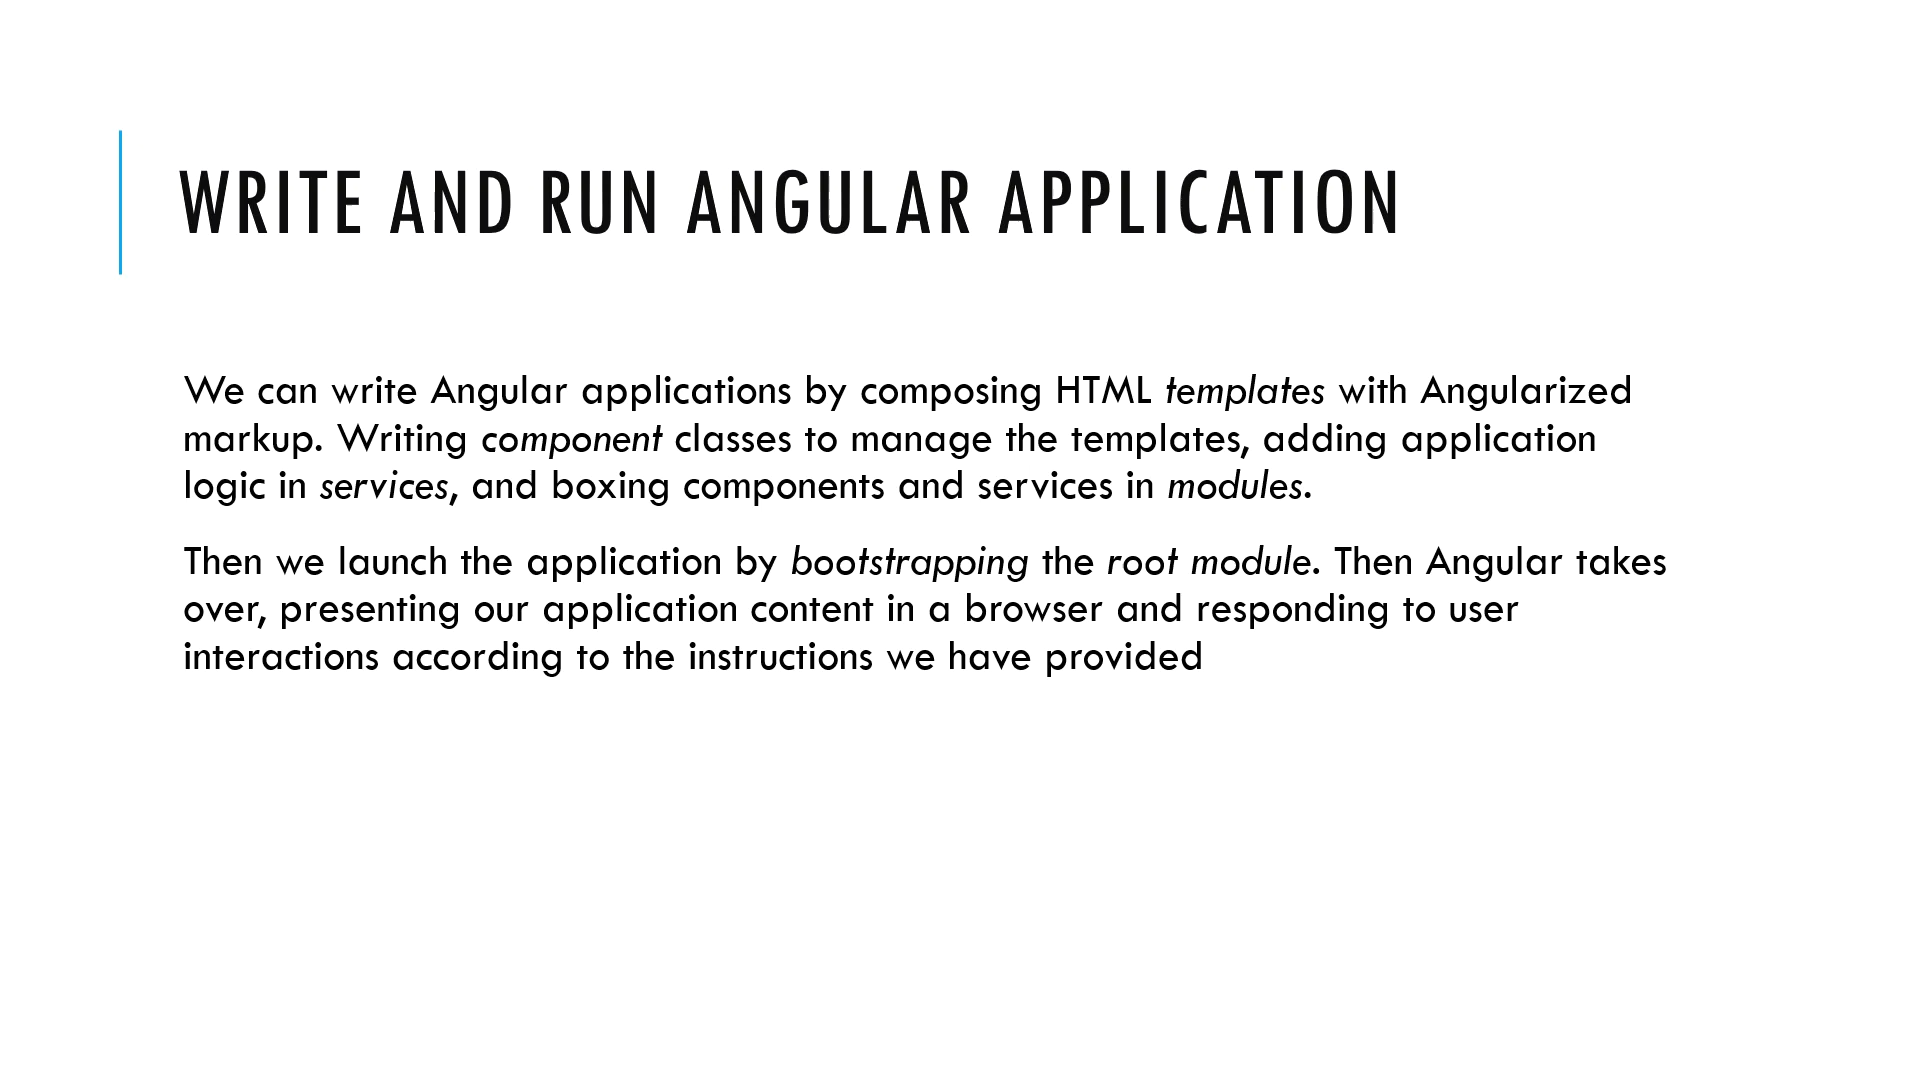 WRITE AND RUN ANGULAR APPLICATION
We can write Angular applications by composing HTML templates with Angularized
markup. Writing component classes to manage the templates, adding application
logic in services, and boxing components and services in modules.
Then we launch the application by bootstrapping the root module. Then Angular takes
over, presenting our application content in a browser and responding to user
interactions according to the instructions we have provided